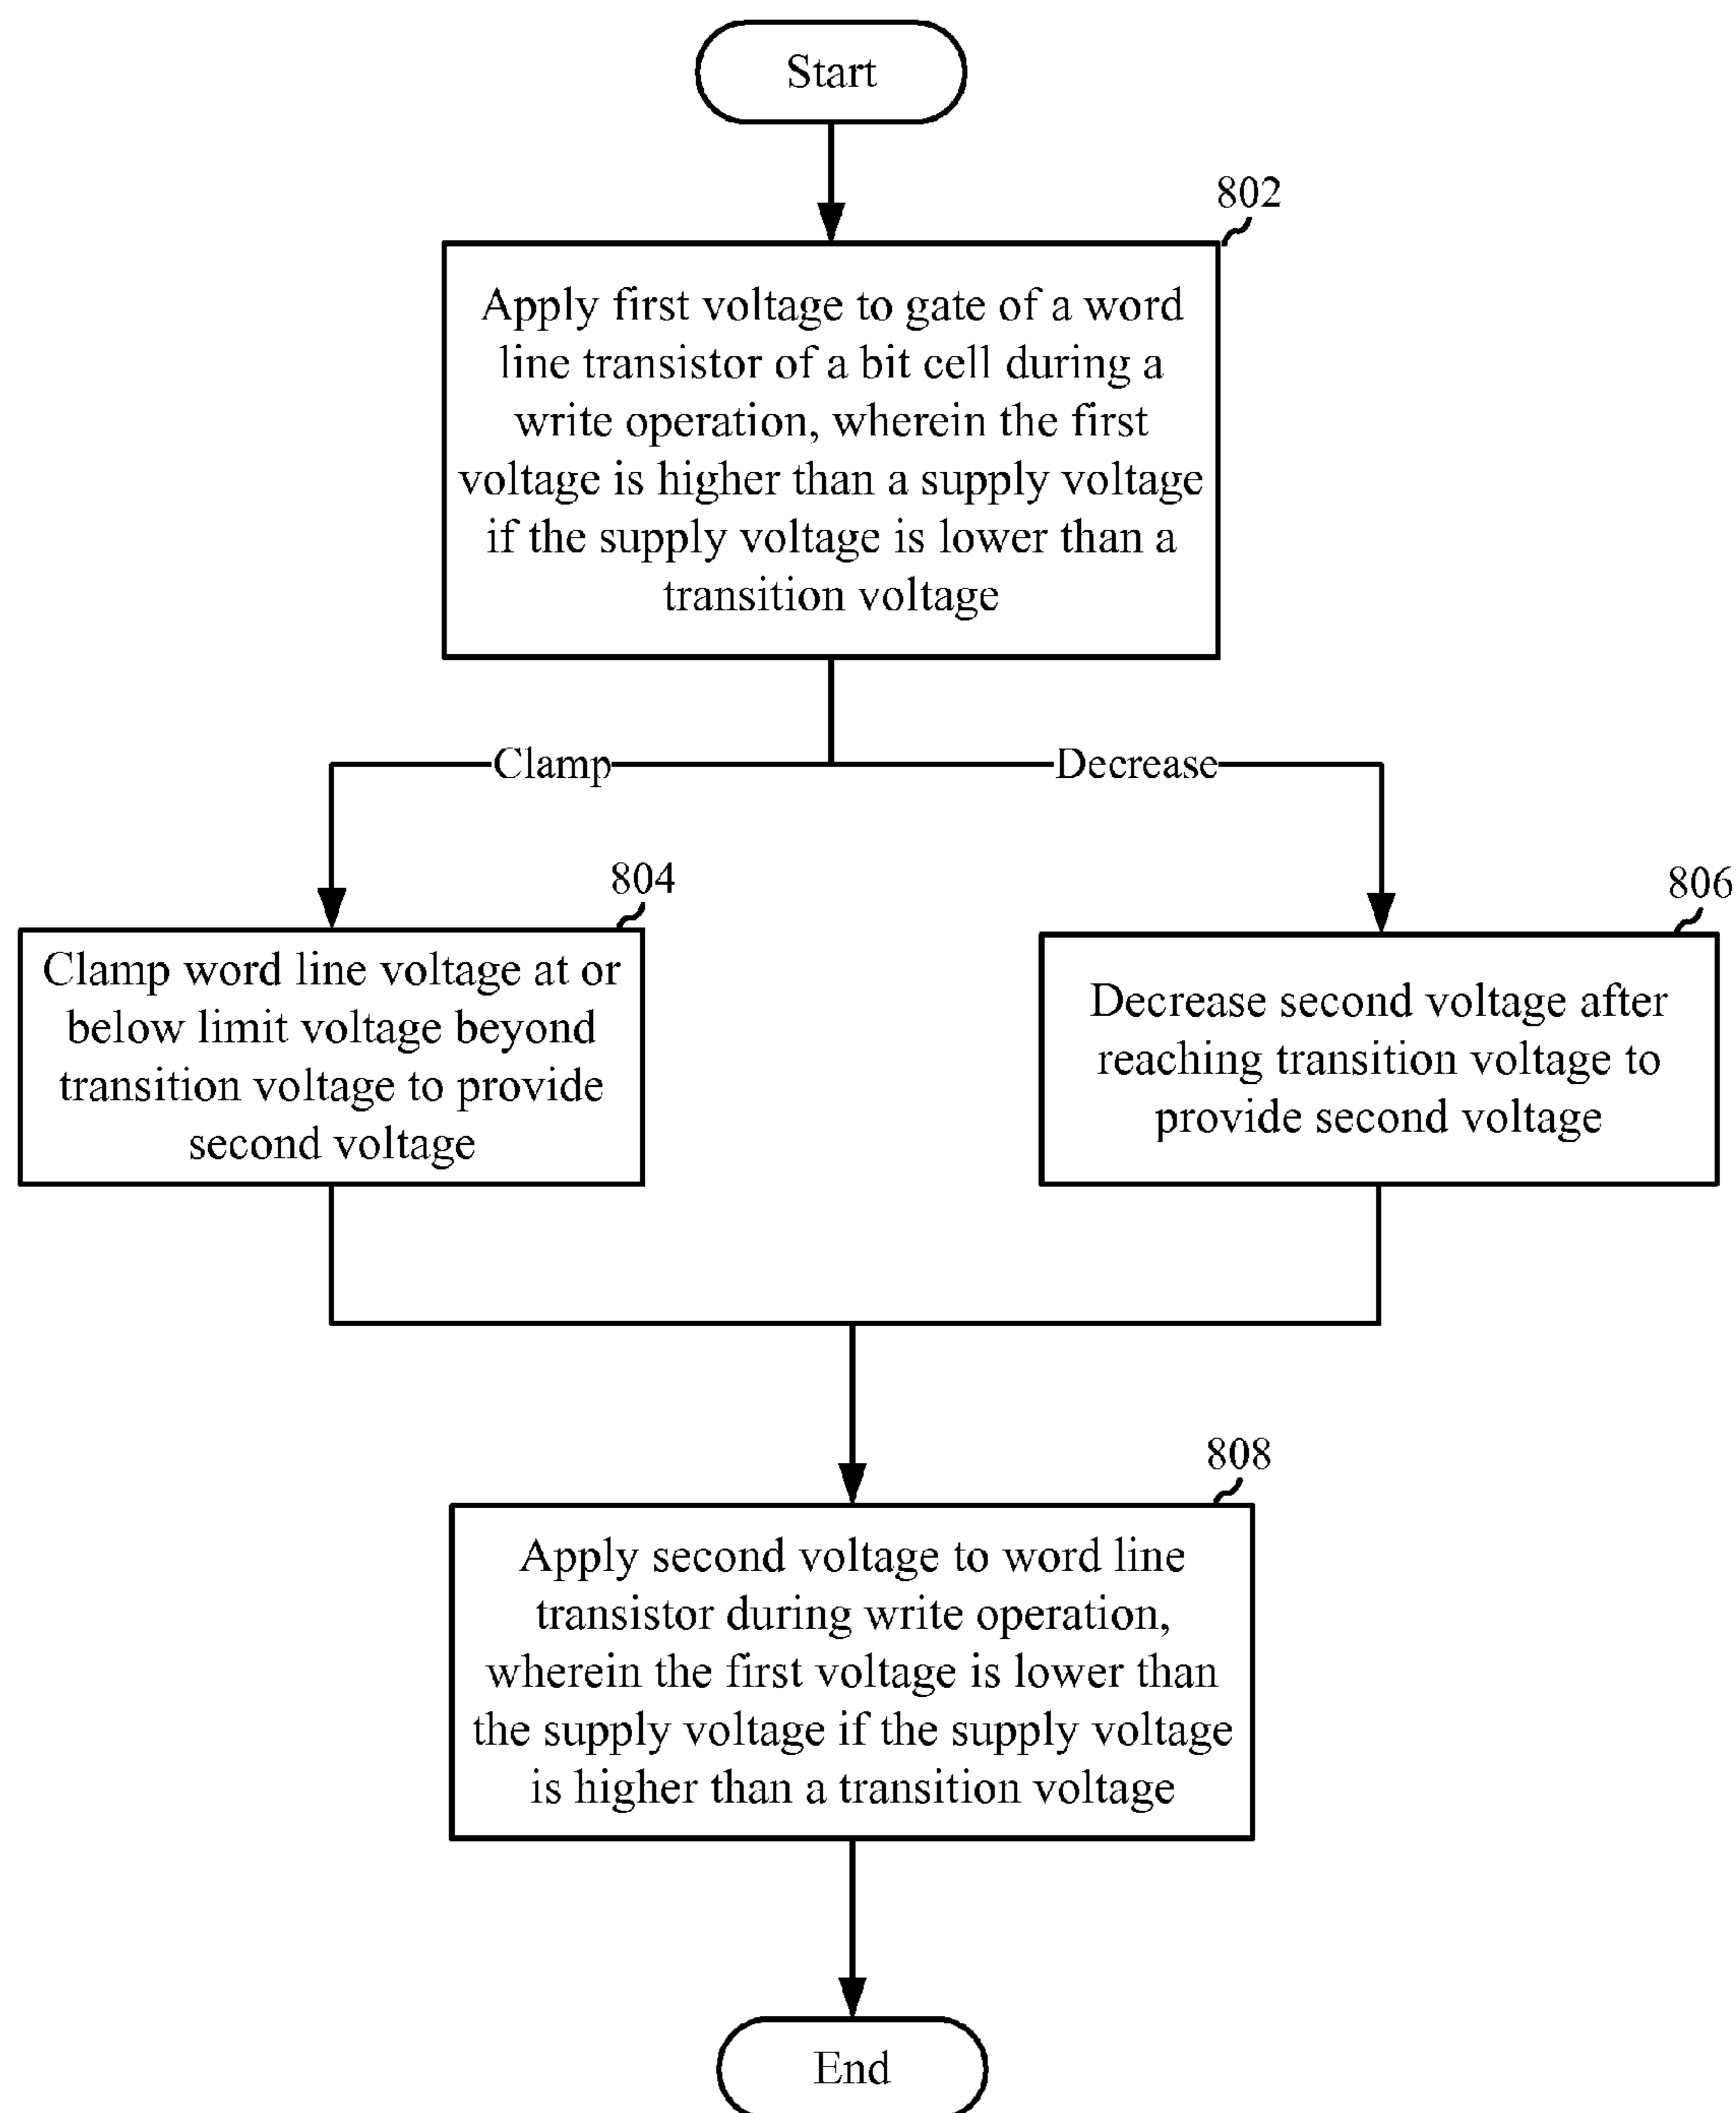 Start
802
Apply first voltage to gate of a word
line transistor of a bit cell during a
write operation, wherein the first
voltage is higher than a supply voltage
if the supply voltage is lower than a
transition voltage
Clamp
Decrease
804
Clamp word line voltage at or
below limit voltage beyond
transition voltage to provide
second voltage
806
Decrease second voltage after
reaching transition voltage to
provide second voltage
808
Apply second voltage to word line
transistor during write operation,
wherein the first voltage is lower than
the supply voltage if the supply voltage
is higher than a transition voltage
End